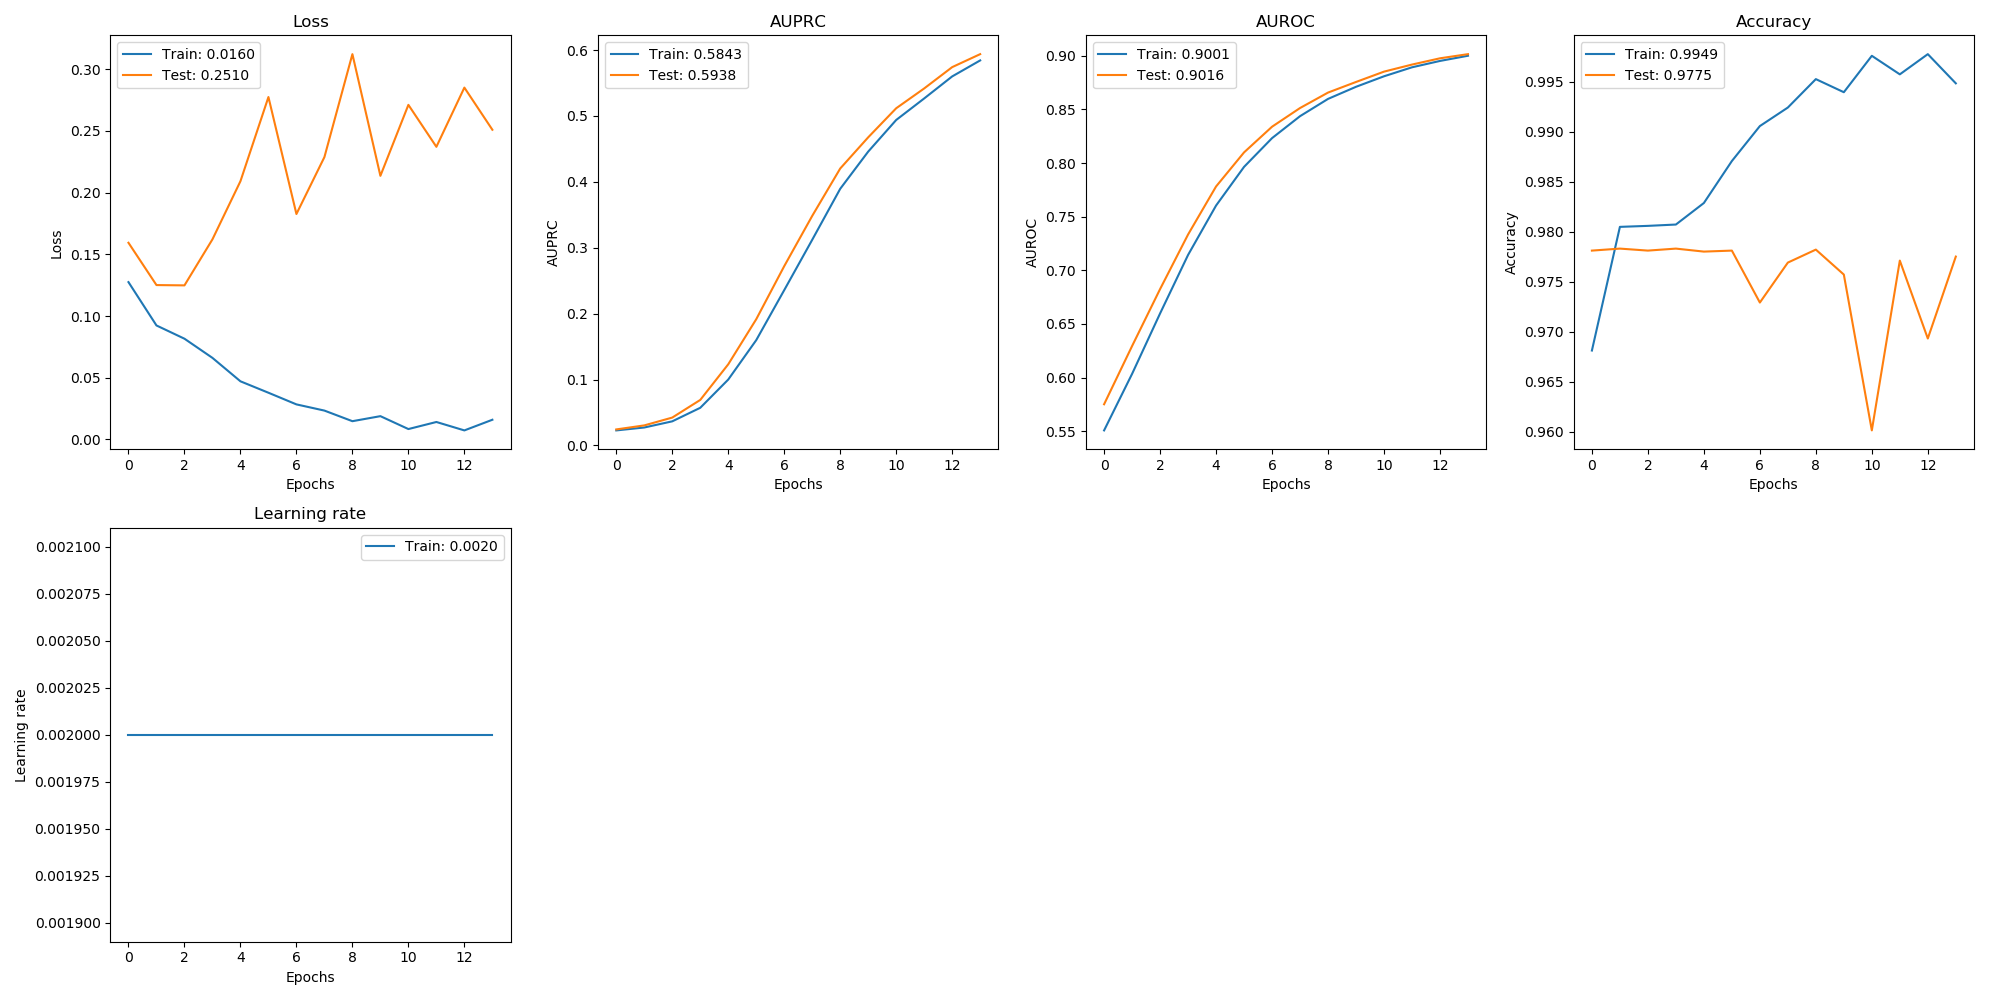 Loss
Train: 0.0160
Test: 0.2510
0.30
0.25
0.20
0.15
0.10
0.05
0.00
Loss
0 2 4 6 8 10 12
Epochs
AUPRC
Train: 0.5843
Test: 0.5938
0.6
0.5
0.4
0.3
0.2
0.1
0.0
AUPRC
0 2 4 6 8 10 12
Epochs
AUROC
Train: 0.9001
Test: 0.9016
0.90
0.85
0.80
0.75
0.70
0.65
0.60
0.55
AUROC
0 2 4 6 8 10 12
Epochs
Accuracy
Train: 0.9949
Test: 0.9775
0.995
0.990
0.985
0.980
0.975
0.970
0.965
0.960
Accuracy
0 2 4 6 8 10 12
Epochs
Learning rate
Train: 0.0020
0.002100
0.002075
0.002050
0.002025
0.002000
0.001975
0.001950
0.001925
0.001900
Learning rate
0 2 4 6 8 10 12
Epochs